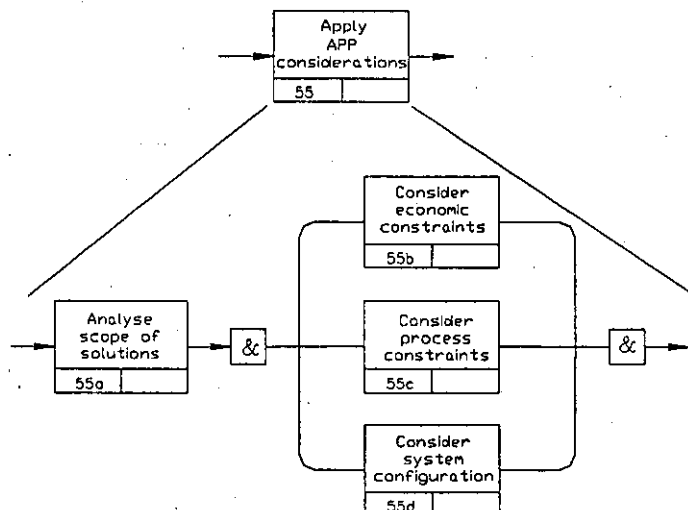 Apply
APP
considerations
55
Consider
economic
constraints
55b
Analyse
scope of
solutions
55a
&
Consider
process
constraints
55c
&
Consider
system
configuration
55d